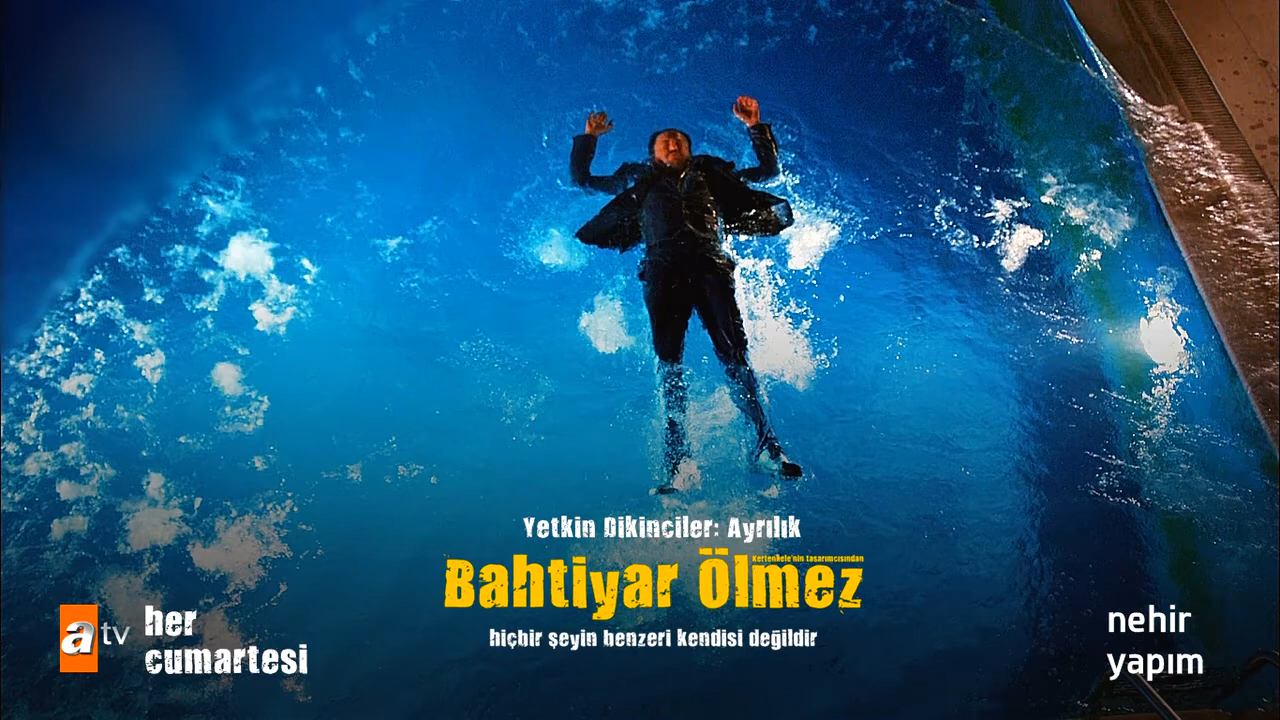 Yetkin Dikinciler: Ayrılık
Kertenkele'nin tasarımcısından
Bahtiyar Ölmez
hiçbir şeyin benzeri kendisi değildir
atv
her
cumartesi
nehir
yapım